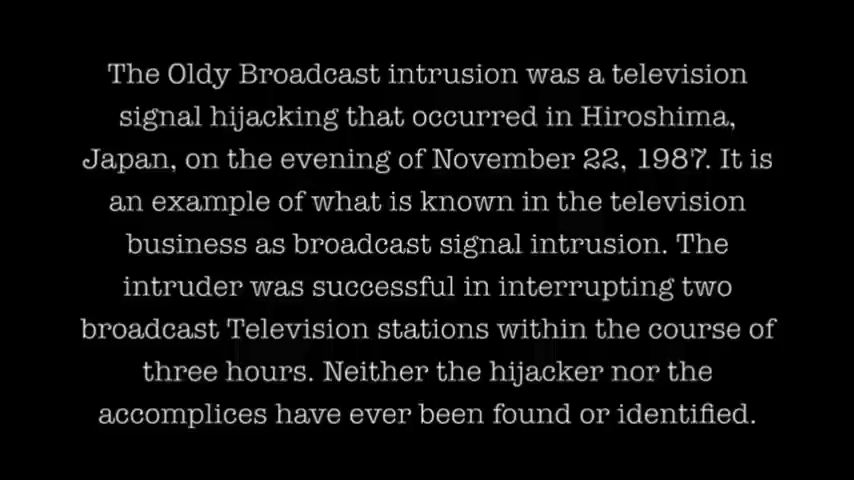 The Oldy Broadcast intrusion was a television
signal hijacking that occurred in Hiroshima,
Japan, on the evening of November 22, 1987. It is
an example of what is known in the television
business as broadcast signal intrusion. The
intruder was successful in interrupting two
broadcast Television stations within the course of
three hours. Neither the hijacker nor the
accomplices have ever been found or identified.